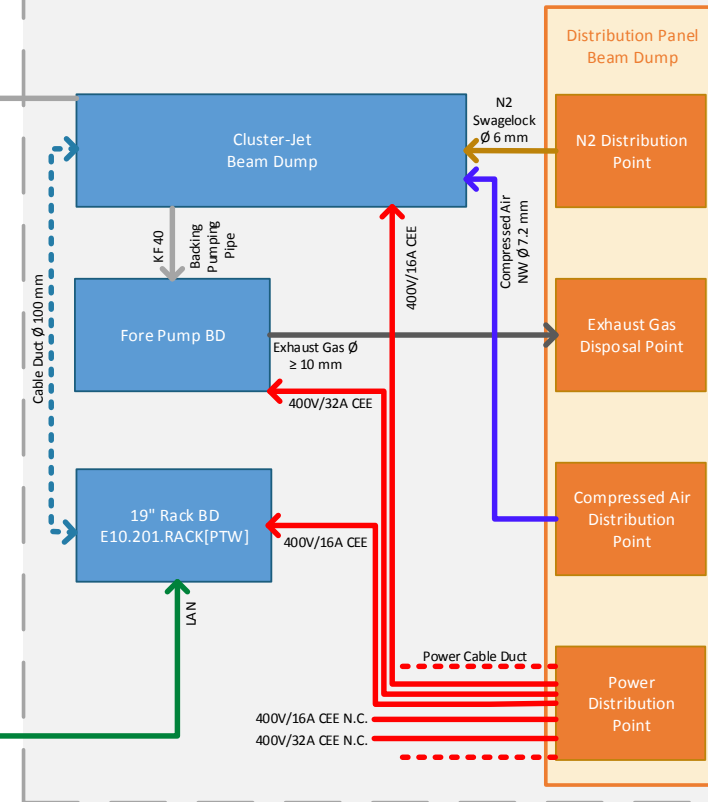 Distribution Panel
Beam Dump
N2
Swagelock
Ø 6 mm
Cluster-Jet
Beam Dump
N2 Distribution
Point
KF 40
Backing
Pumping
Pipe
400V/16A CEE
Compressed Air
NW Ø 7.2 mm
Cable Duct Ø 100 mm
Fore Pump BD
Exhaust Gas Ø
≥ 10 mm
Exhaust Gas
Disposal Point
400V/32A CEE
19" Rack BD
E10.201.RACK[PTW]
400V/16A CEE
Compressed Air
Distribution
Point
LAN
Power Cable Duct
Power
Distribution
Point
400V/16A CEE N.C.
400V/32A CEE N.C.